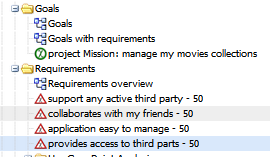 Goals
Goals
Goals with requirements
project Mission: manage my movies collections
Requirements
Requirements overview
support any active third party - 50
collaborates with my friends - 50
application easy to manage - 50
provides access to third parts - 50